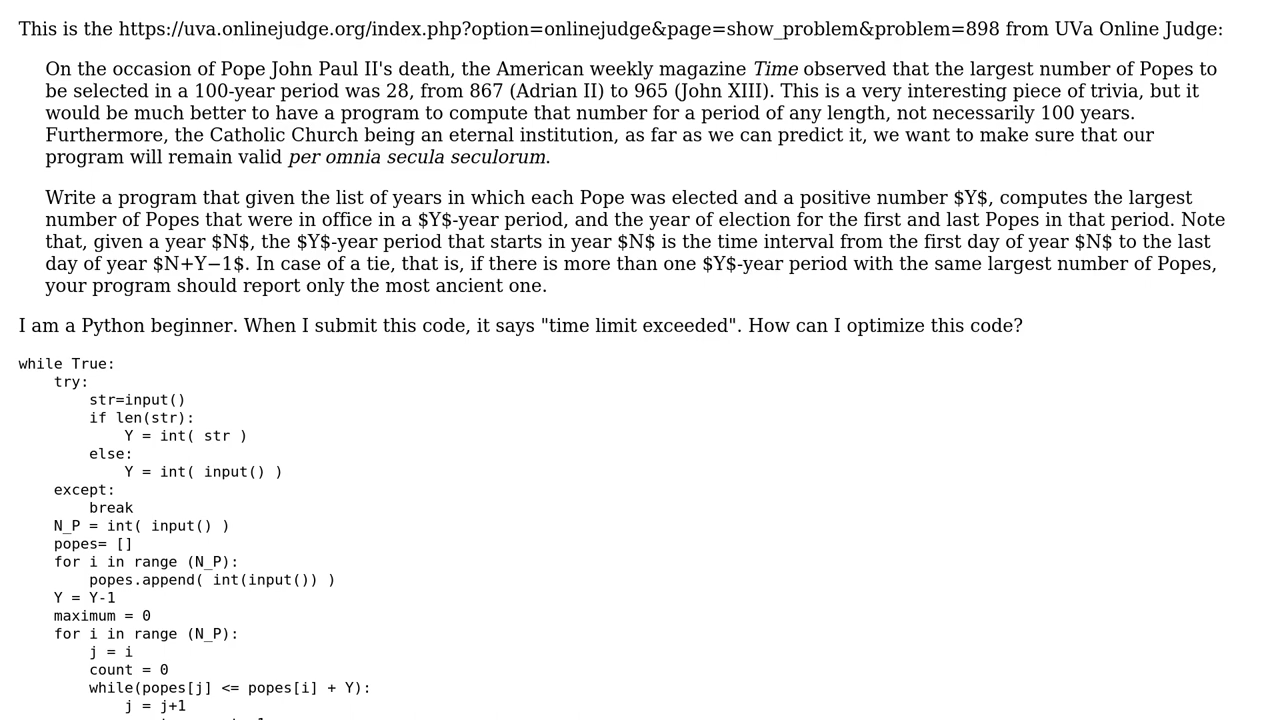 This is the https://uva.onlinejudge.org/index.php?option=onlinejudge&page=show_problem&problem=898 from UVa Online Judge:
On the occasion of Pope John Paul II's death, the American weekly magazine Time observed that the largest number of Popes to
be selected in a 100-year period was 28, from 867 (Adrian II) to 965 (John XIII). This is a very interesting piece of trivia, but it
would be much better to have a program to compute that number for a period of any length, not necessarily 100 years.
Furthermore, the Catholic Church being an eternal institution, as far as we can predict it, we want to make sure that our
program will remain valid per omnia secula seculorum.
Write a program that given the list of years in which each Pope was elected and a positive number $Y$, computes the largest
number of Popes that were in office in a $Y$-year period, and the year of election for the first and last Popes in that period. Note
that, given a year $N$, the $Y$-year period that starts in year $N$ is the time interval from the first day of year $N$ to the last
day of year $N+Y−1$. In case of a tie, that is, if there is more than one $Y$-year period with the same largest number of Popes,
your program should report only the most ancient one.
I am a Python beginner. When I submit this code, it says "time limit exceeded". How can I optimize this code?
while True:
    try:
        str=input()
        if len(str):
            Y = int( str )
        else:
            Y = int( input() )
    except:
        break
    N_P = int( input() )
    popes= []
    for i in range (N_P):
        popes.append( int(input()) )
    Y = Y-1
    maximum = 0
    for i in range (N_P):
        j = i
        count = 0
        while(popes[j] <= popes[i] + Y):
            j = j+1